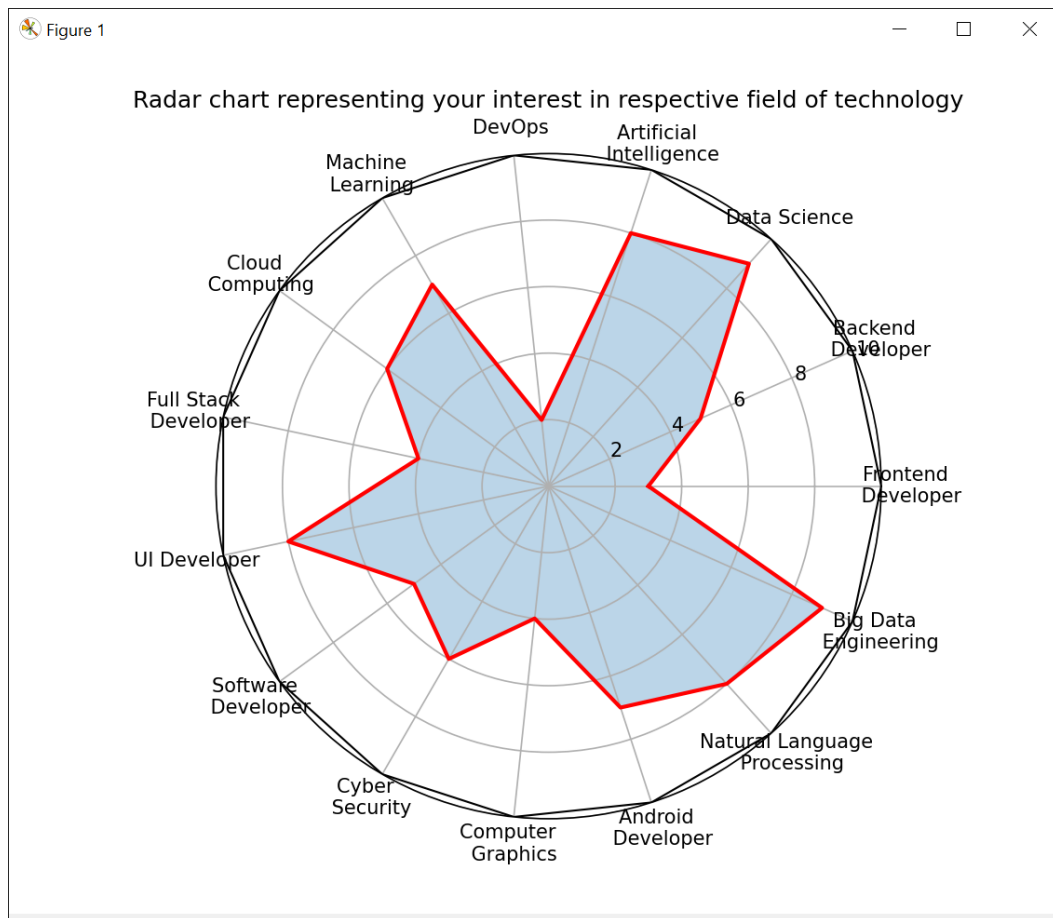 Figure 1
Radar chart representing your interest in respective field of technology
DevOps
Artificial
Intelligence
Machine
Learning
Data Science
Cloud
Computing
Backend
Developer
10
8
6
4
2
Full Stack
Developer
Frontend
Developer
UI Developer
Big Data
Engineering
Software
Developer
Natural Language
Processing
Cyber
Security
Android
Developer
Computer
Graphics